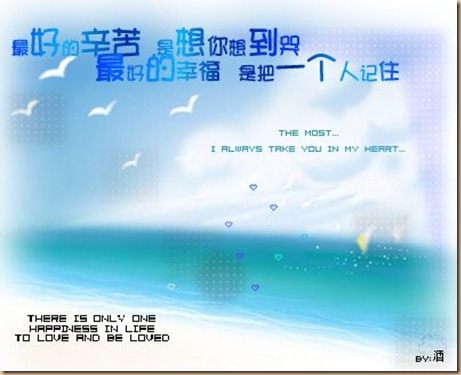 最好的辛苦 是想你想到哭
最好的幸福 是把一个人记住
THE MOST...
I ALWAYS TAKE YOU IN MY HEART...
THERE IS ONLY ONE
HAPPINESS IN LIFE
TO LOVE AND BE LOVED
BY:酒